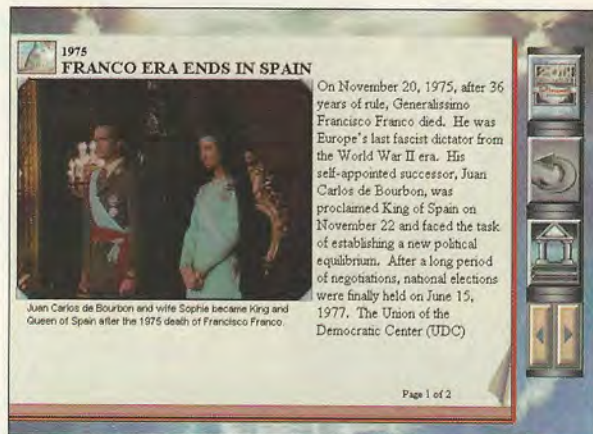 1975
FRANCO ERA ENDS IN SPAIN
On November 20, 1975, after 36
years of rule, Generalissimo
Francisco Franco died. He was
Europe's last fascist dictator from
the World War II era. His
self-appointed successor, Juan
Carlos de Bourbon, was
proclaimed King of Spain on
November 22 and faced the task
of establishing a new political
equilibrium. After a long period
of negotiations, national elections
were finally held on June 15,
1977. The Union of the
Democratic Center (UDC)
Juan Carlos de Bourbon and wife Sophie became King and
Queen of Spain after the 1975 death of Francisco Franco.
Page 1 of 2